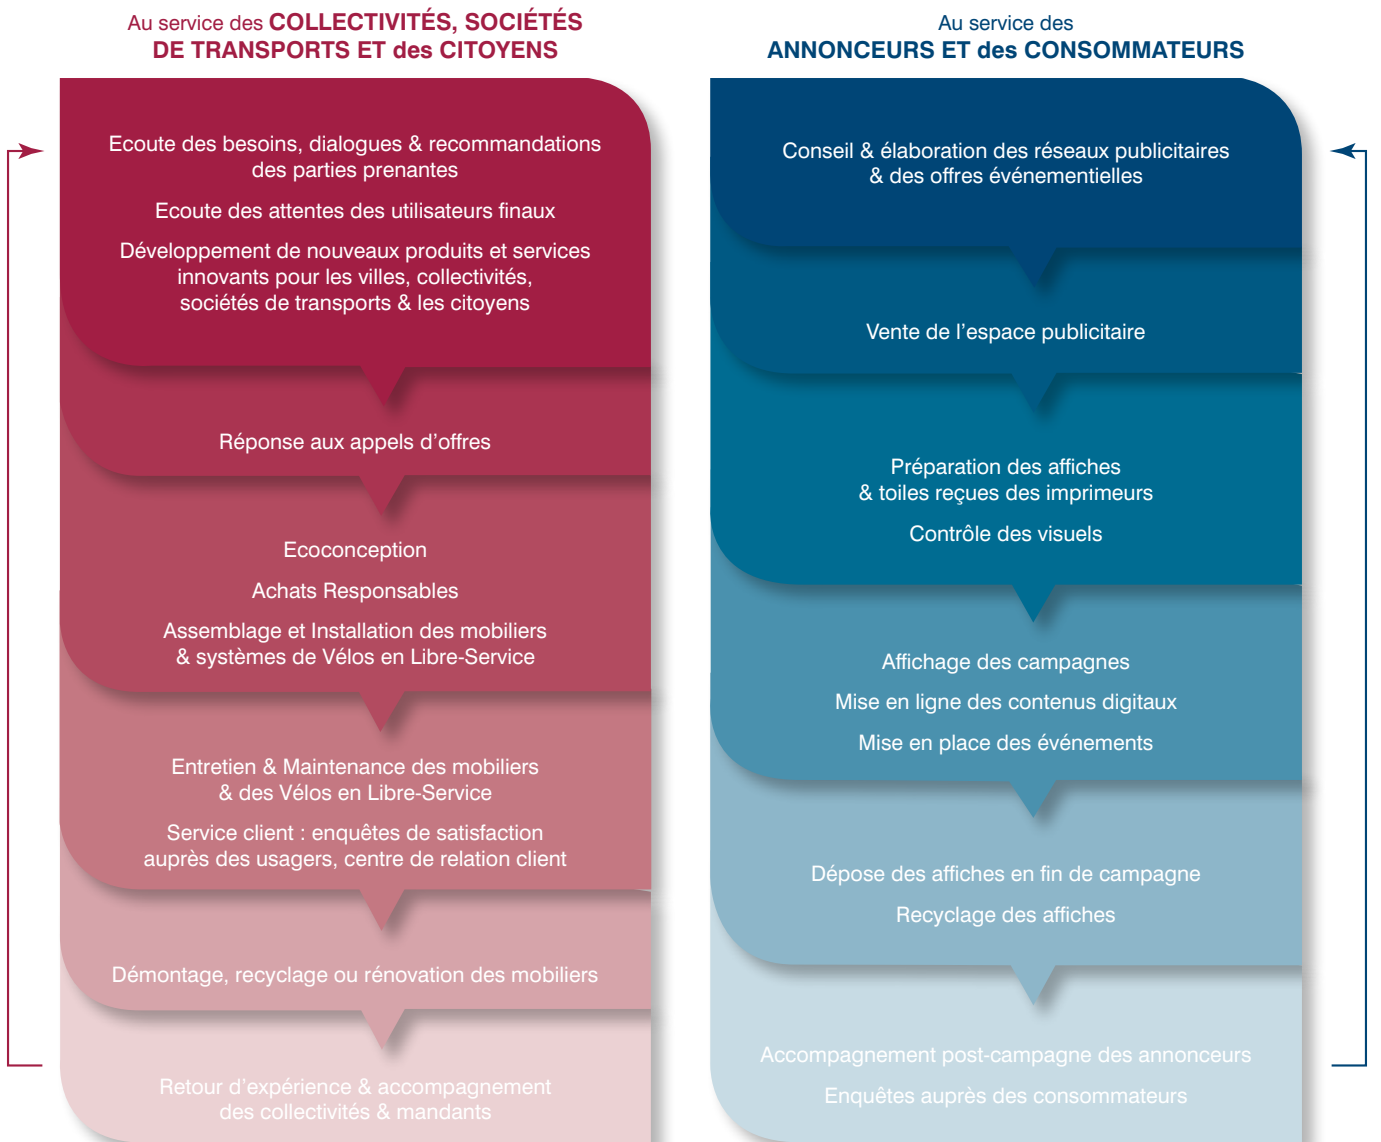 Au service des COLLECTIVITÉS, SOCIÉTÉS
DE TRANSPORTS ET des CITOYENS
Ecoute des besoins, dialogues & recommandations
des parties prenantes
Ecoute des attentes des utilisateurs finaux
Développement de nouveaux produits et services
innovants pour les villes, collectivités,
sociétés de transports & les citoyens
Réponse aux appels d’offres
Ecoconception
Achats Responsables
Assemblage et Installation des mobiliers
& systèmes de Vélos en Libre-Service
Entretien & Maintenance des mobiliers
& des Vélos en Libre-Service
Service client : enquêtes de satisfaction
auprès des usagers, centre de relation client
Démontage, recyclage ou rénovation des mobiliers
Retour d’expérience & accompagnement
des collectivités & mandants
Au service des
ANNONCEURS ET des CONSOMMATEURS
Conseil & élaboration des réseaux publicitaires
& des offres événementielles
Vente de l’espace publicitaire
Préparation des affiches
& toiles reçues des imprimeurs
Contrôle des visuels
Affichage des campagnes
Mise en ligne des contenus digitaux
Mise en place des événements
Dépose des affiches en fin de campagne
Recyclage des affiches
Accompagnement post-campagne des annonceurs
Enquêtes auprès des consommateurs